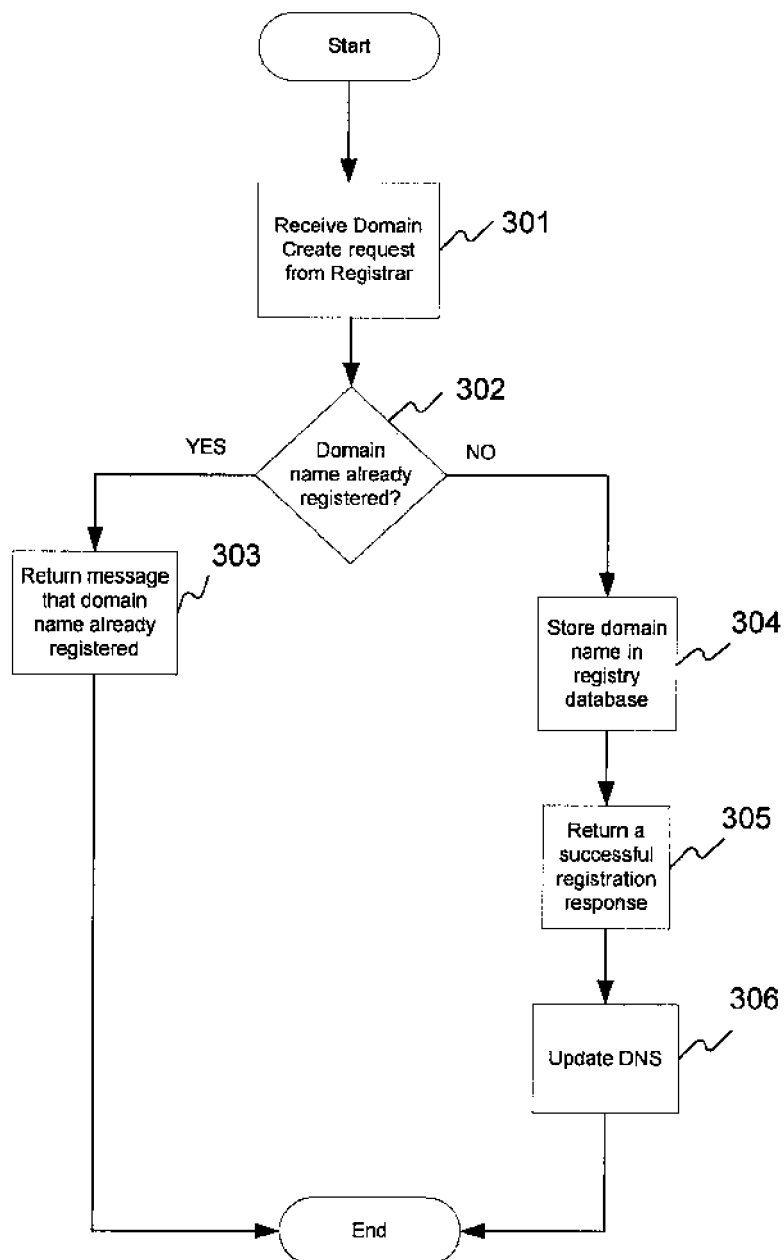 Start
Receive Domain
Create request
from Registrar
301
302
YES
Domain
name already
registered?
NO
303
Return message
that domain
name already
registered
304
Store domain
name in
registry
database
305
Return a
successful
registration
response
306
Update DNS
End